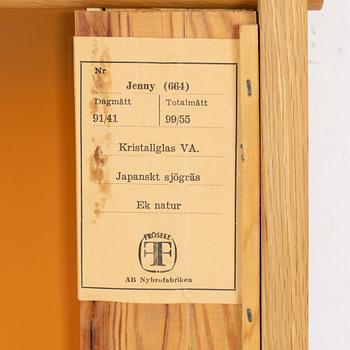 Nr
Jenny (664)
Dagmått Totalmått
91/41 99/55
Kristallglas VA.
Japanskt sjögräs
Ek natur
FRÖSEKE
AB Nybrofabriken